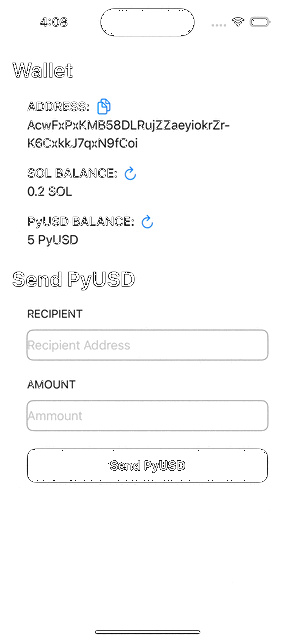 4:08
Wallet
ADDRESS:
AcwFxPxKMB58DLRujZZaeyiokrZr-
K6CxkkJ7qxN9fCoi
SOL BALANCE:
0.2 SOL
PyUSD BALANCE:
5 PyUSD
Send PyUSD
RECIPIENT
Recipient Address
AMOUNT
Ammount
Send PyUSD